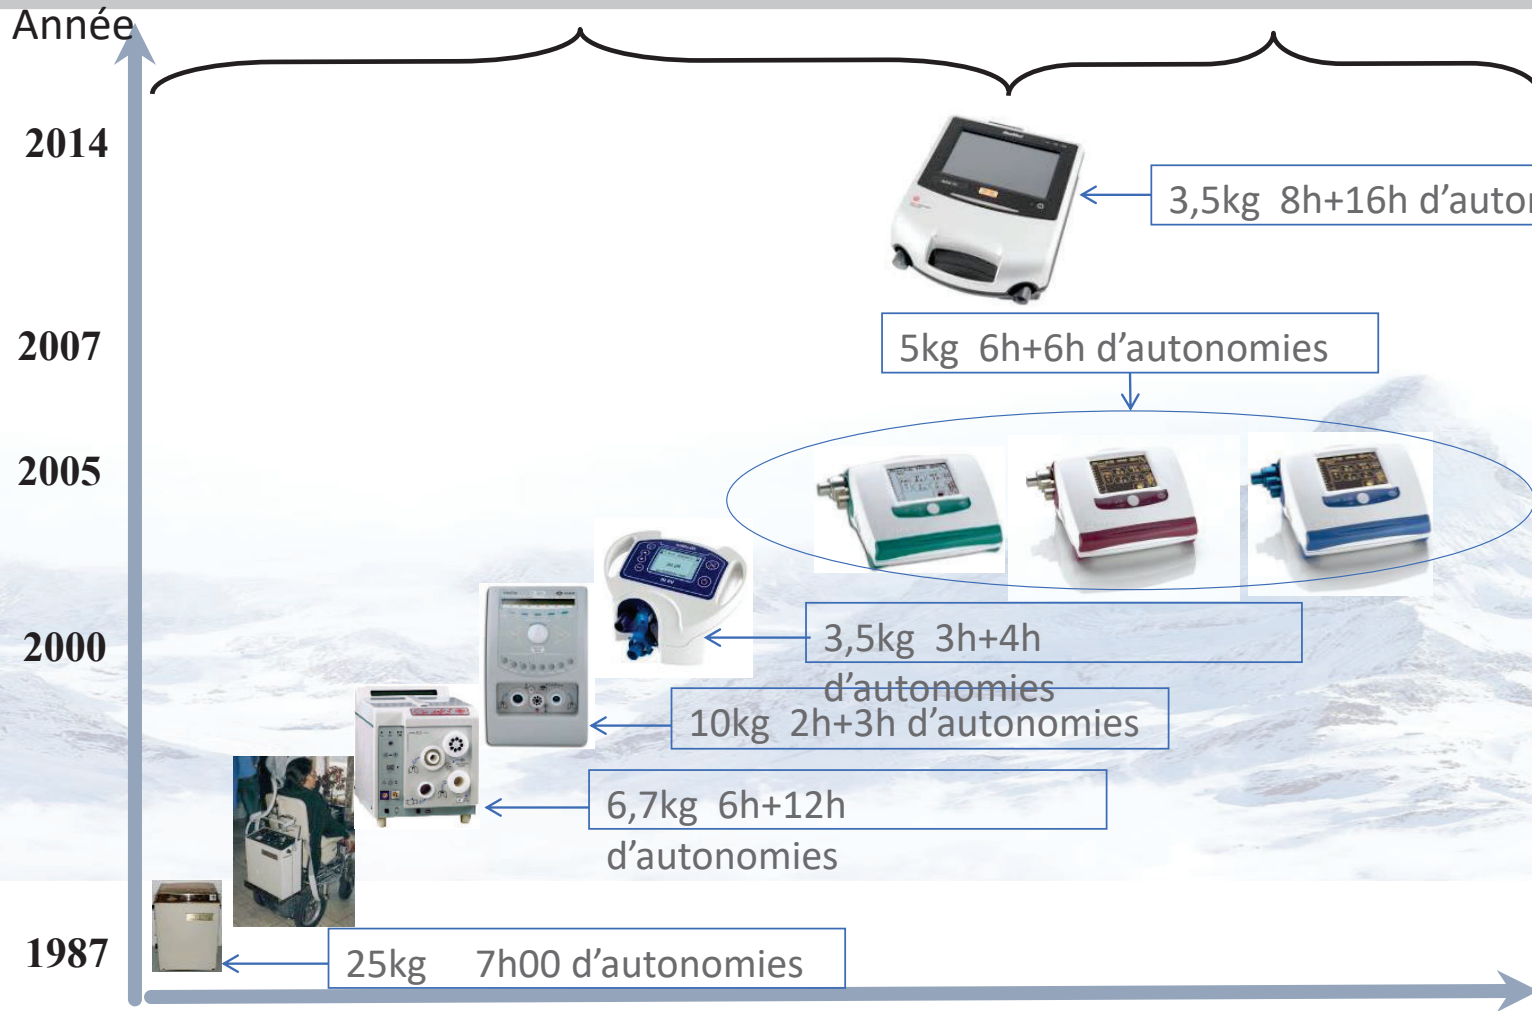 Année
2014
3,5kg 8h+16h
2007
5kg 6h+6h d’autonomies
2005
2000
3,5kg 3h+4h
d’autonomies
10kg 2h+3h d’autonomies
6,7kg 6h+12h
d’autonomies
1987
25kg 7h00 d’autonomies